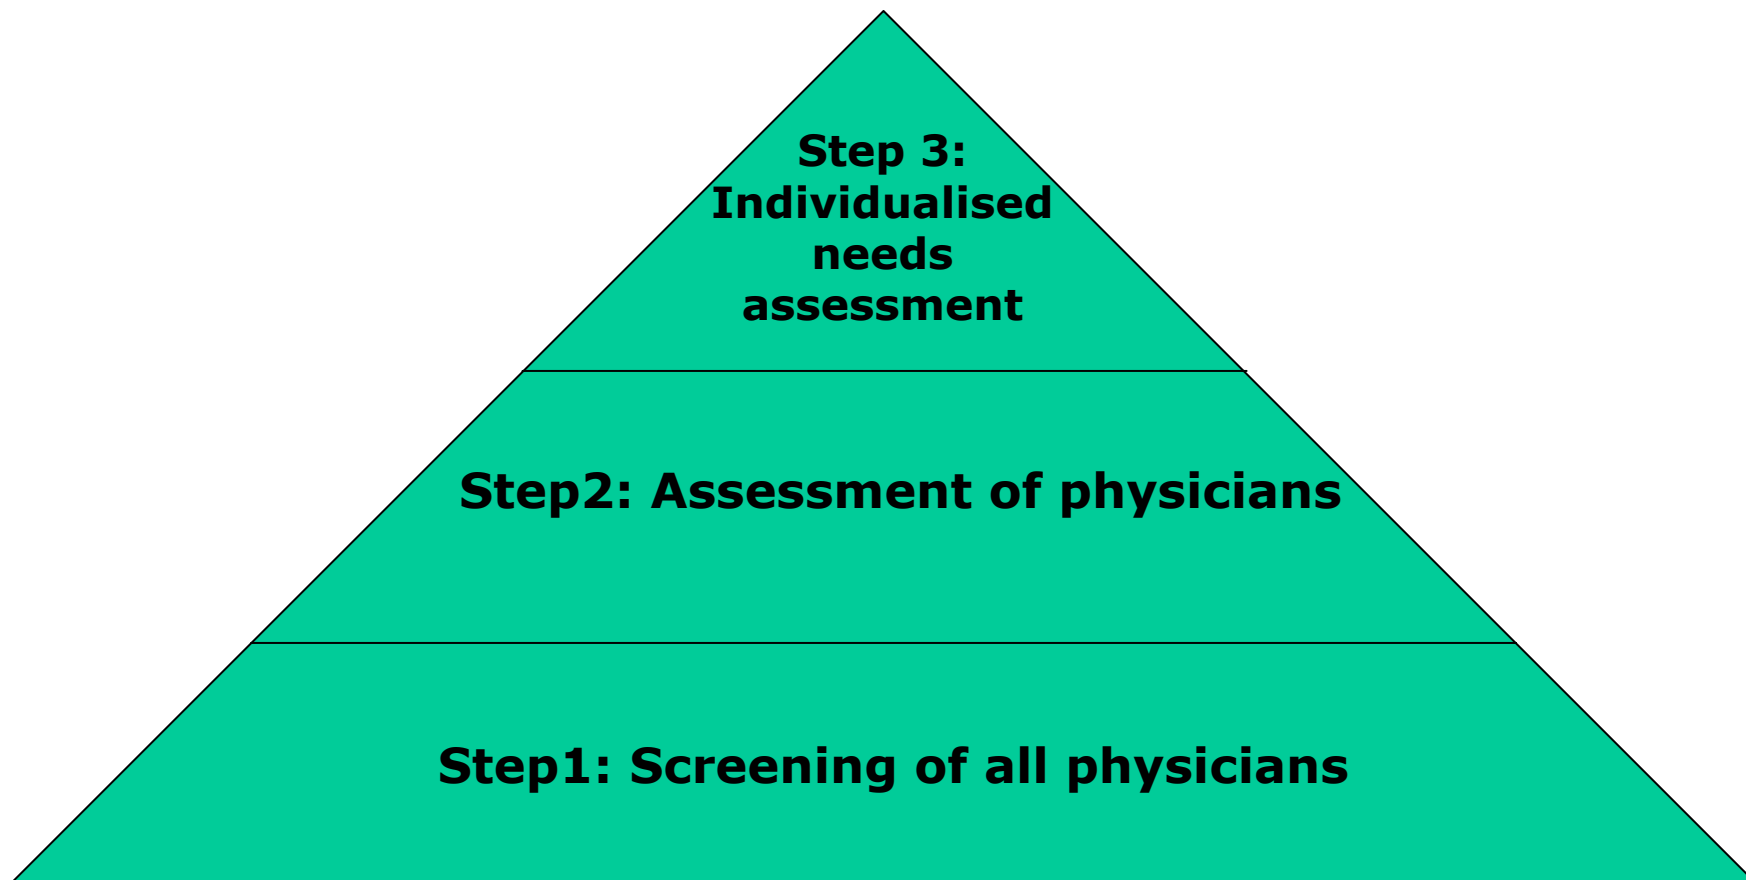 Step 3:
Individualised
needs
assessment
Step2: Assessment of physicians
Step1: Screening of all physicians